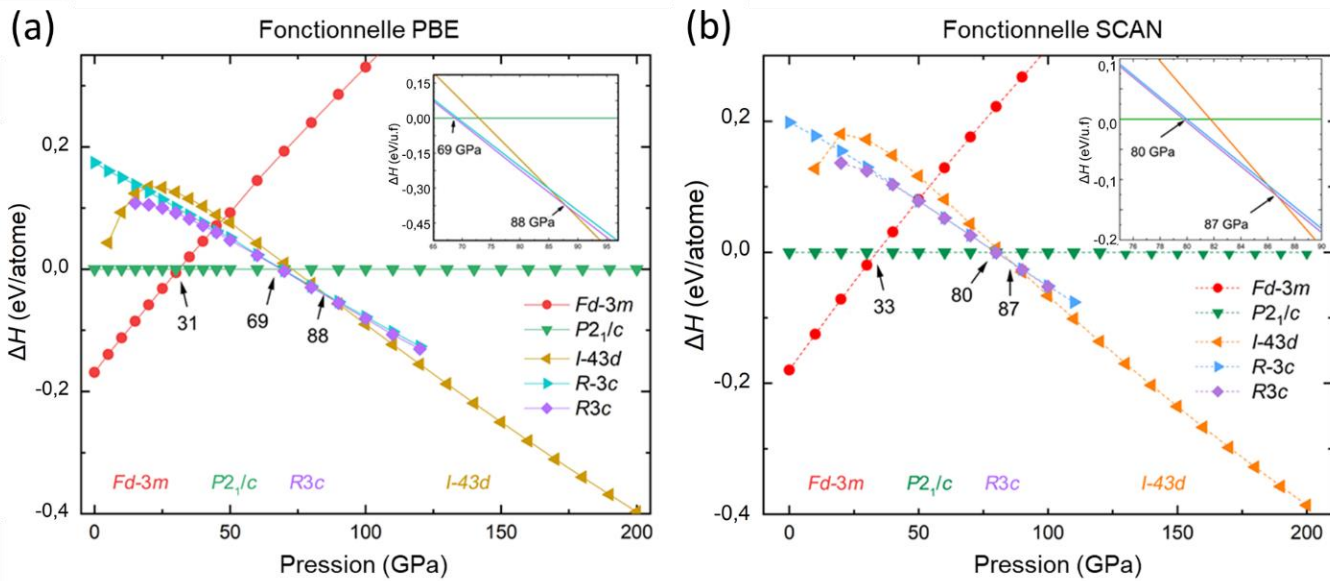 (a)
Fonctionnelle PBE
ΔH (eV/atome)
0,2
0,0
-0,2
-0,4
0
50
100
150
200
Pression (GPa)
31
69
88
Fd-3m
P2₁/c
I-43d
R-3c
R3c
Fd-3m
P2₁/c
R3c
I-43d
ΔH (eV/u.f)
0,15
0,00
-0,15
-0,30
-0,45
65
70
75
80
85
90
95
69 GPa
88 GPa
(b)
Fonctionnelle SCAN
ΔH (eV/atome)
0,2
0,0
-0,2
-0,4
0
50
100
150
200
Pression (GPa)
33
80
87
Fd-3m
P2₁/c
I-43d
R-3c
R3c
Fd-3m
P2₁/c
R3c
I-43d
ΔH (eV/u.f)
0,1
0,0
-0,1
-0,2
76
78
80
82
84
86
88
90
80 GPa
87 GPa